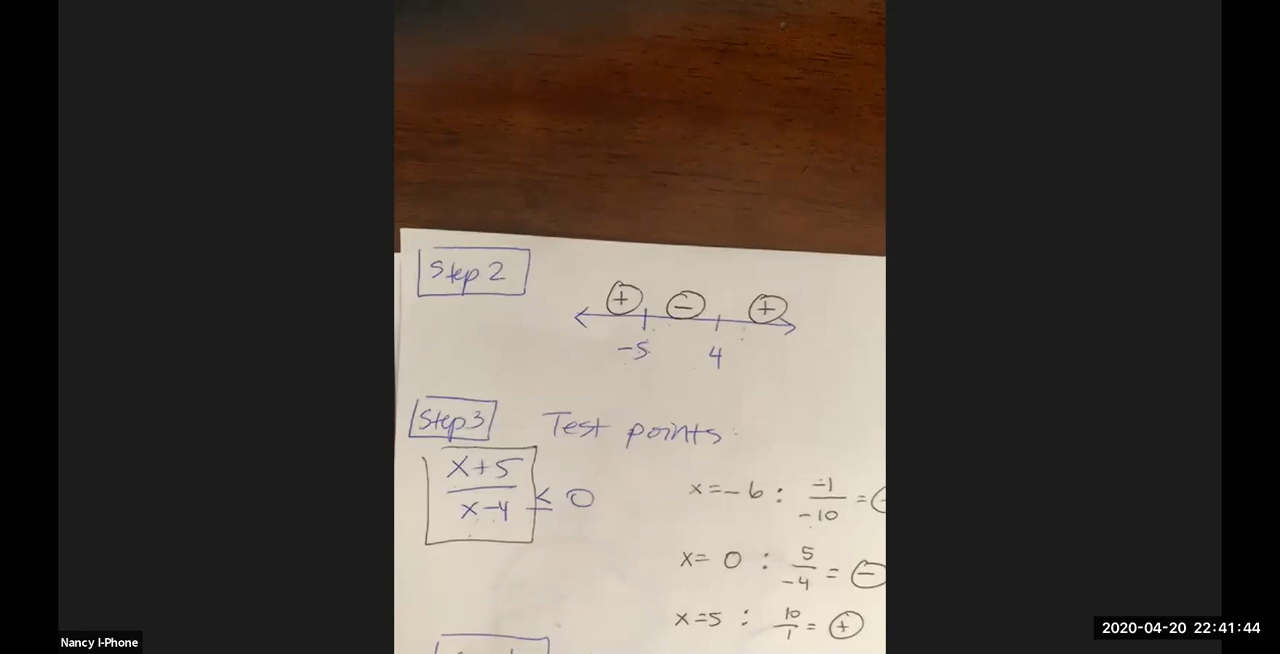 Step 2
+ − +
-5 4
Step 3 Test points:
x+5
x-4
≤ 0
x=-6 : -1/-10 =
x= 0 : 5/-4 = −
x=5 : 10/1 = +
Nancy I-Phone
2020-04-20 22:41:44